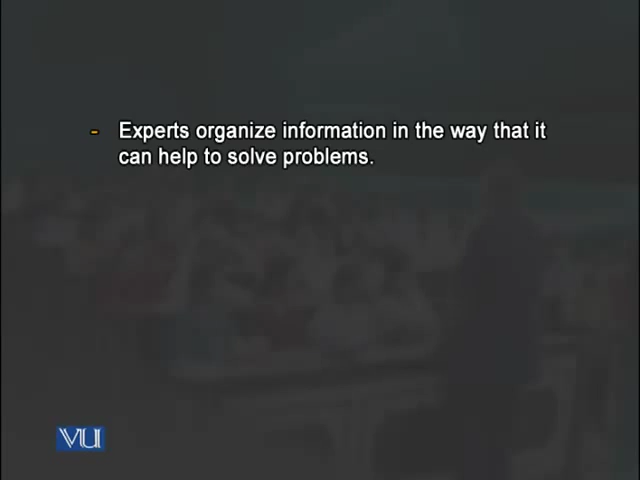 - Experts organize information in the way that it
can help to solve problems.
VU